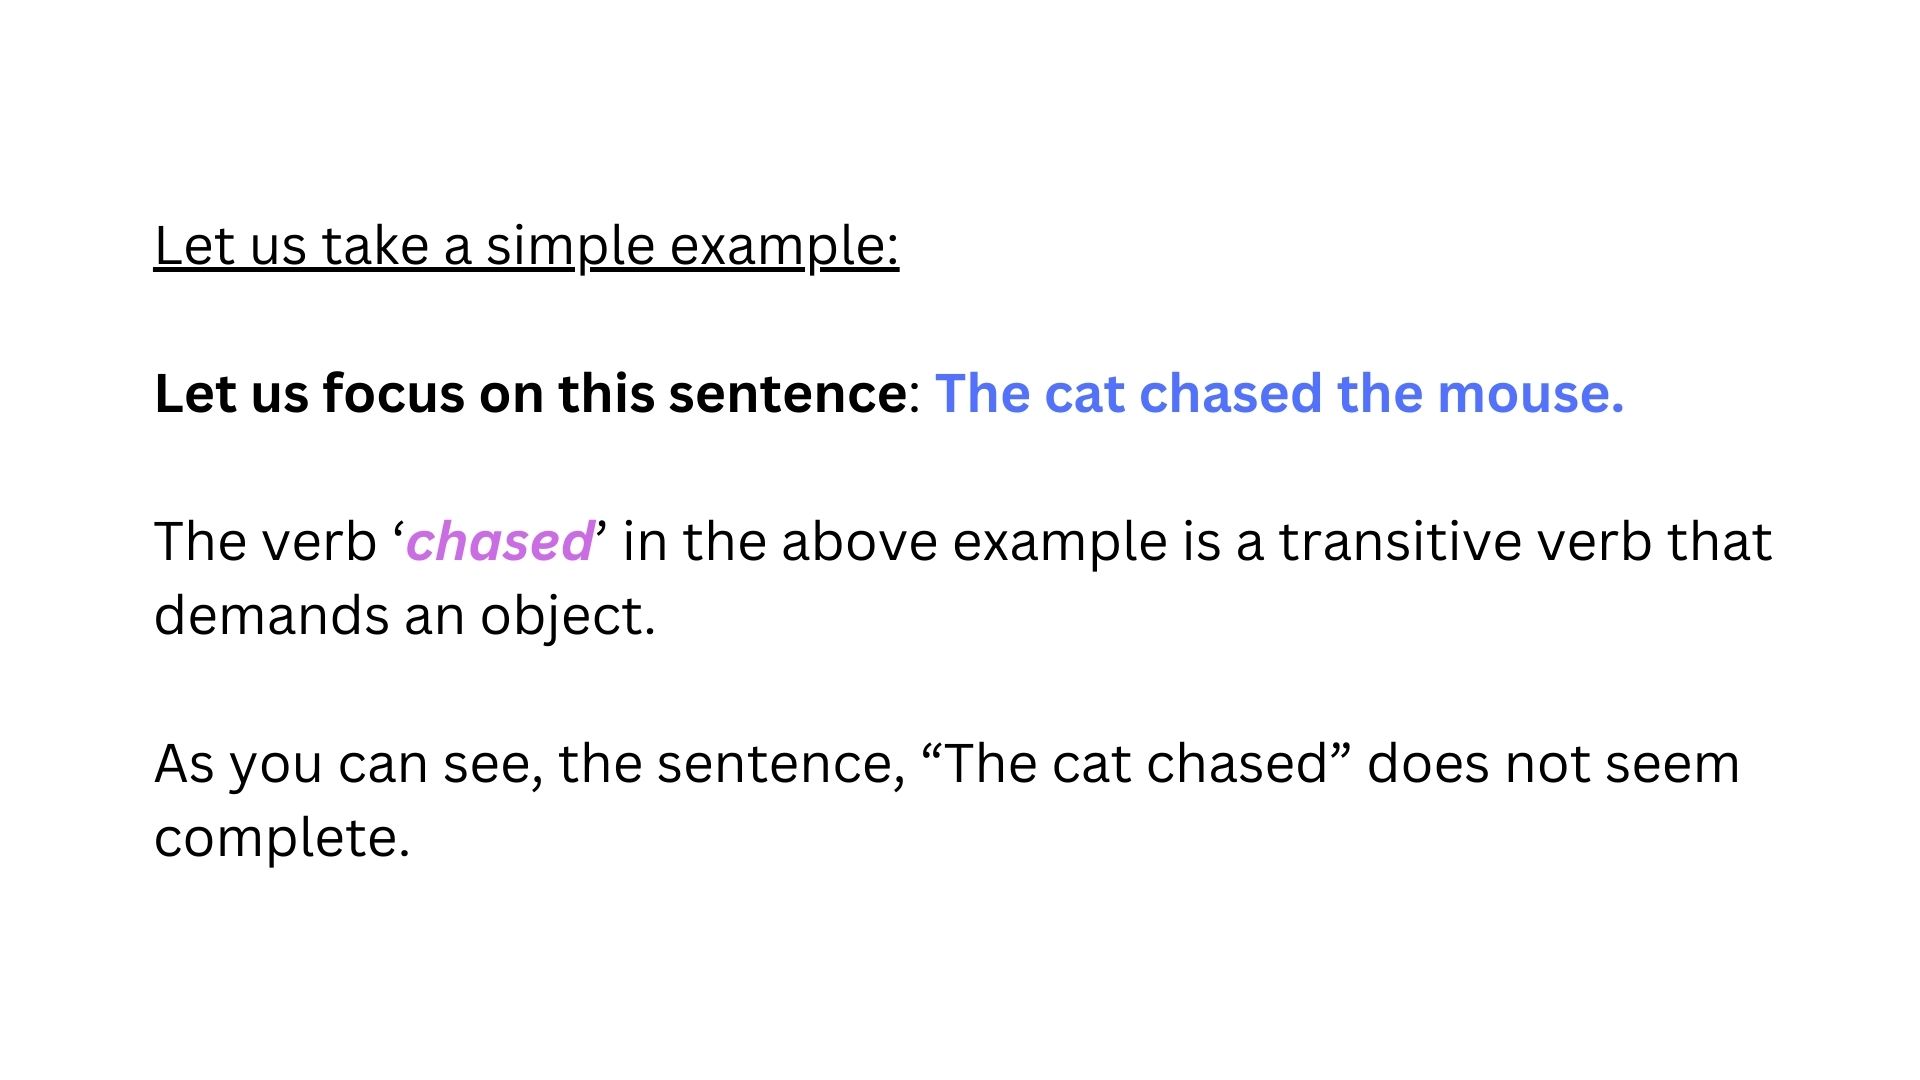 Let us take a simple example:
Let us focus on this sentence: The cat chased the mouse.
The verb ‘chased’ in the above example is a transitive verb that
demands an object.
As you can see, the sentence, “The cat chased” does not seem
complete.